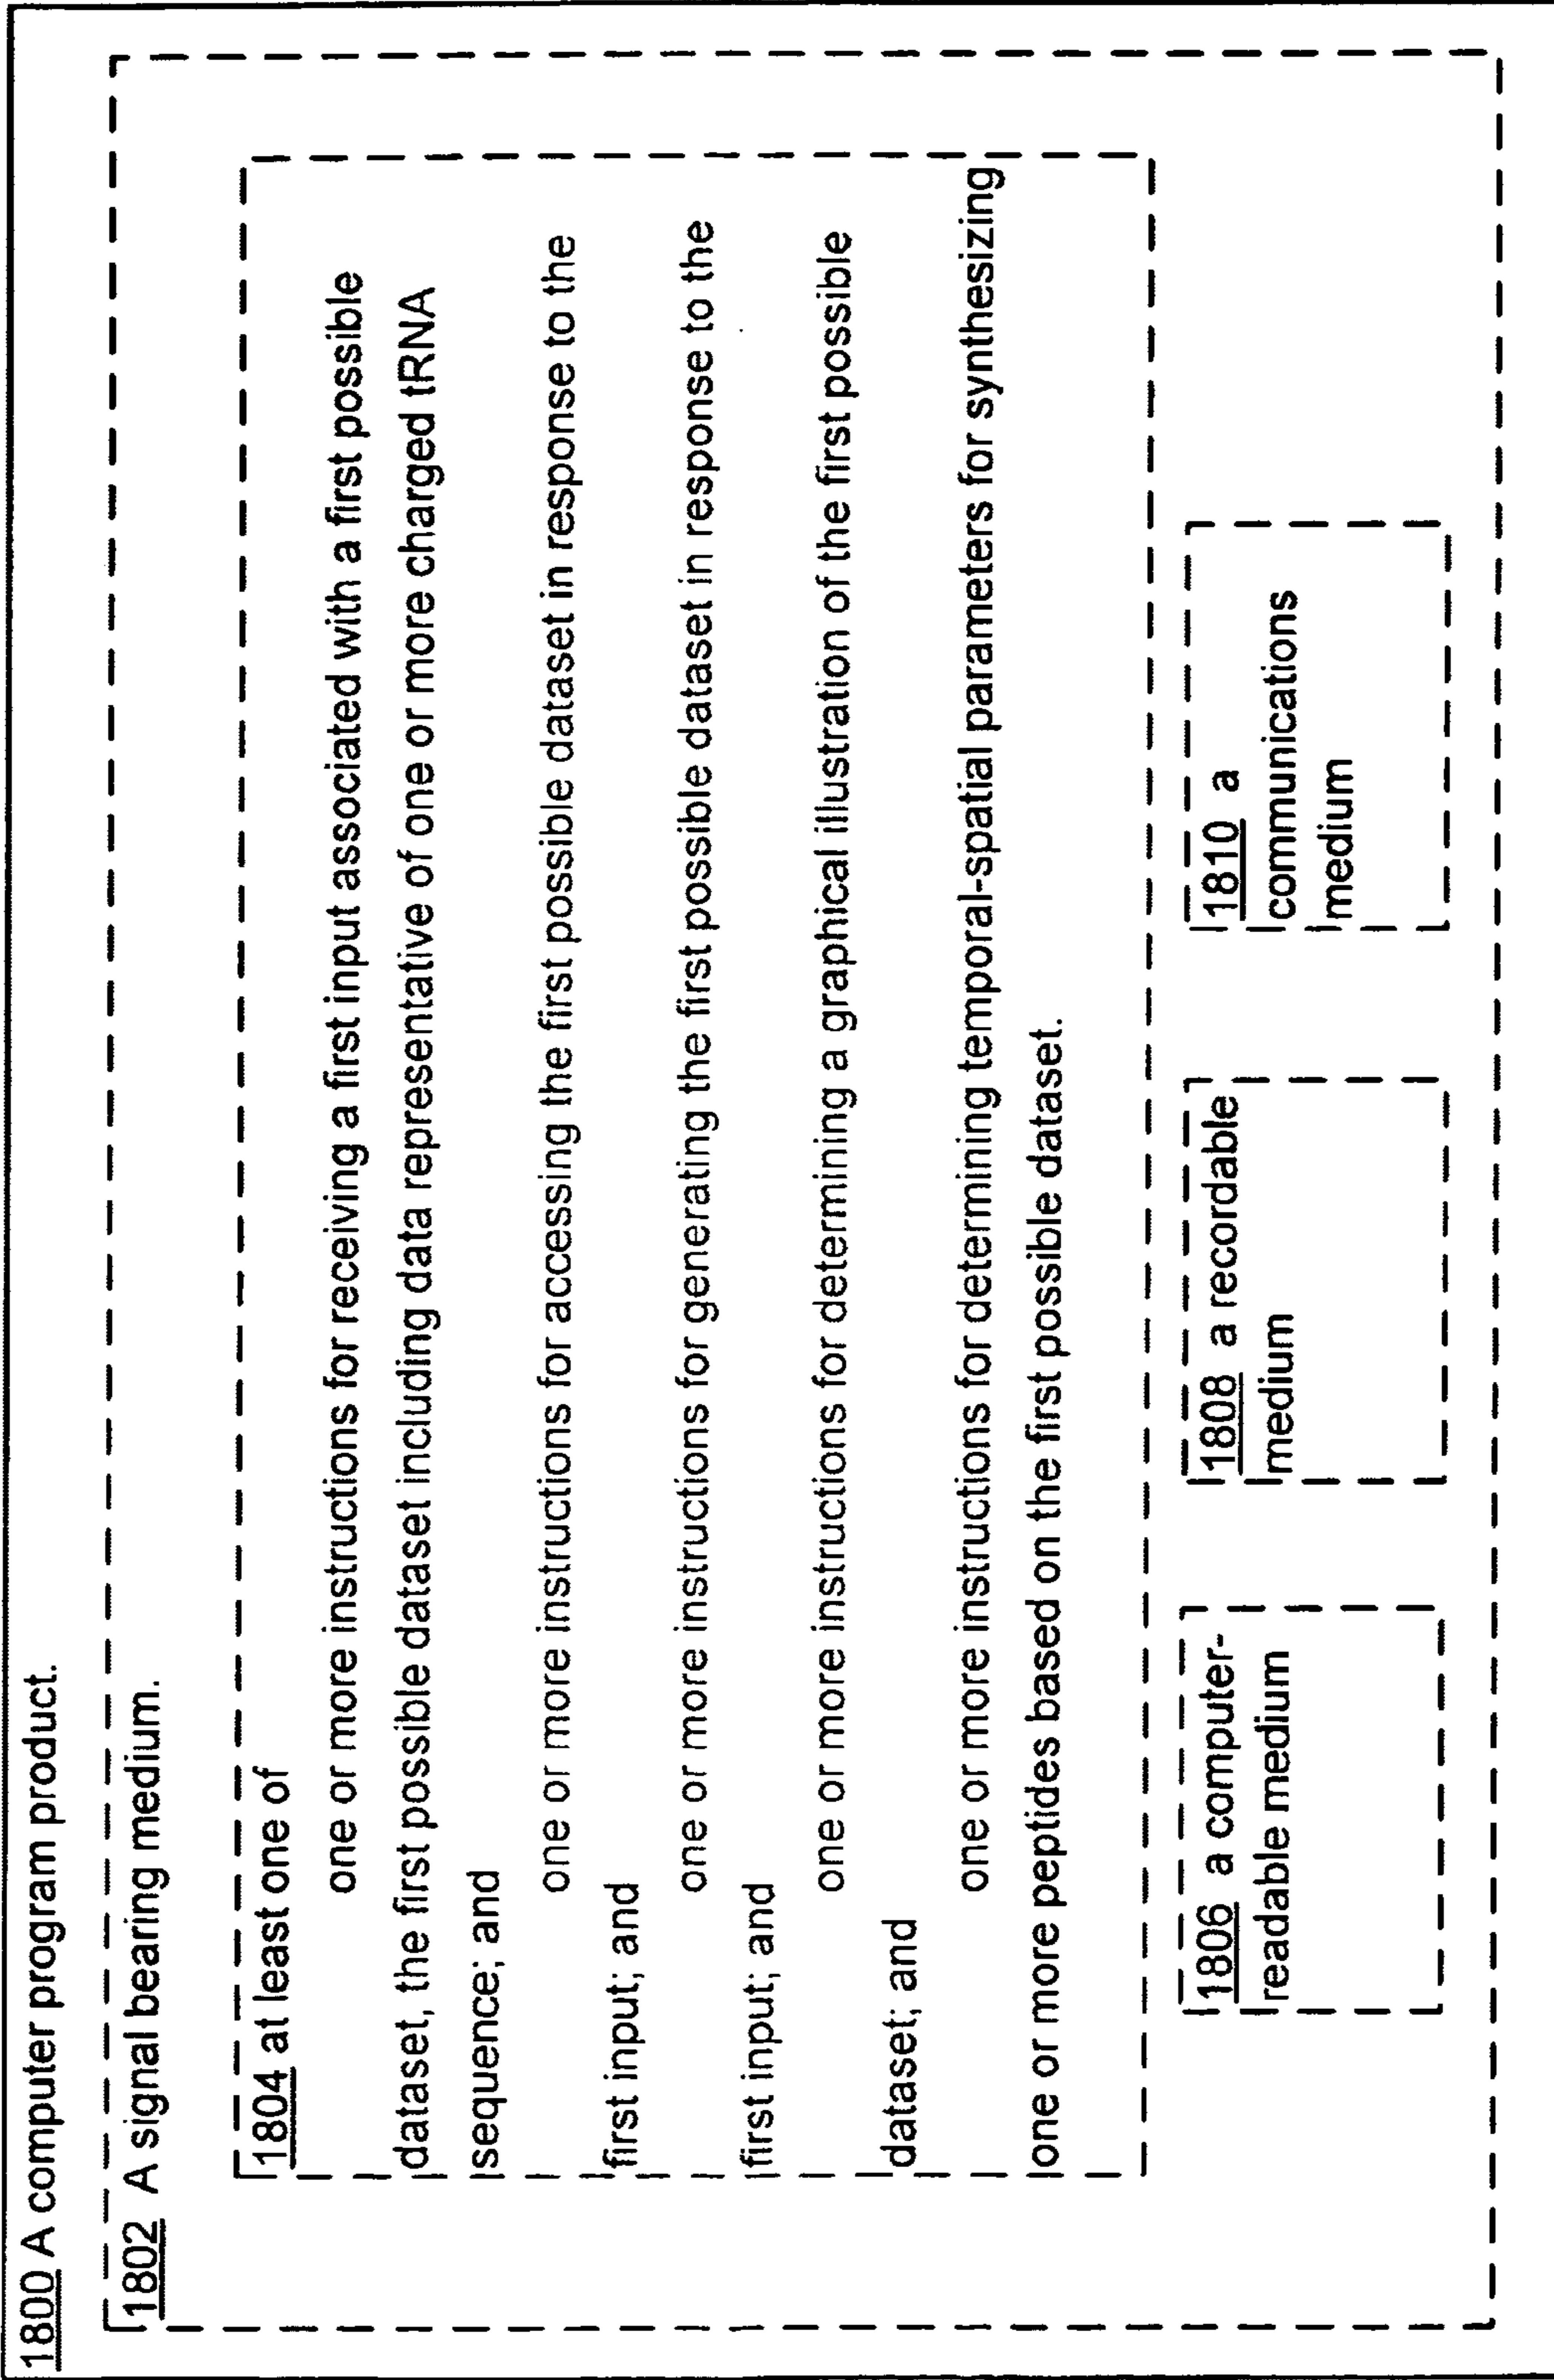 1800 A computer program product.
1802 A signal bearing medium.
1804 at least one of
one or more instructions for receiving a first input associated with a first possible
dataset, the first possible dataset including data representative of one or more charged tRNA
sequence; and
one or more instructions for accessing the first possible dataset in response to the
first input; and
one or more instructions for generating the first possible dataset in response to the
first input; and
one or more instructions for determining a graphical illustration of the first possible
dataset; and
one or more instructions for determining temporal-spatial parameters for synthesizing
one or more peptides based on the first possible dataset.
1806 a computer-
readable medium
1808 a recordable
medium
1810 a
communications
medium